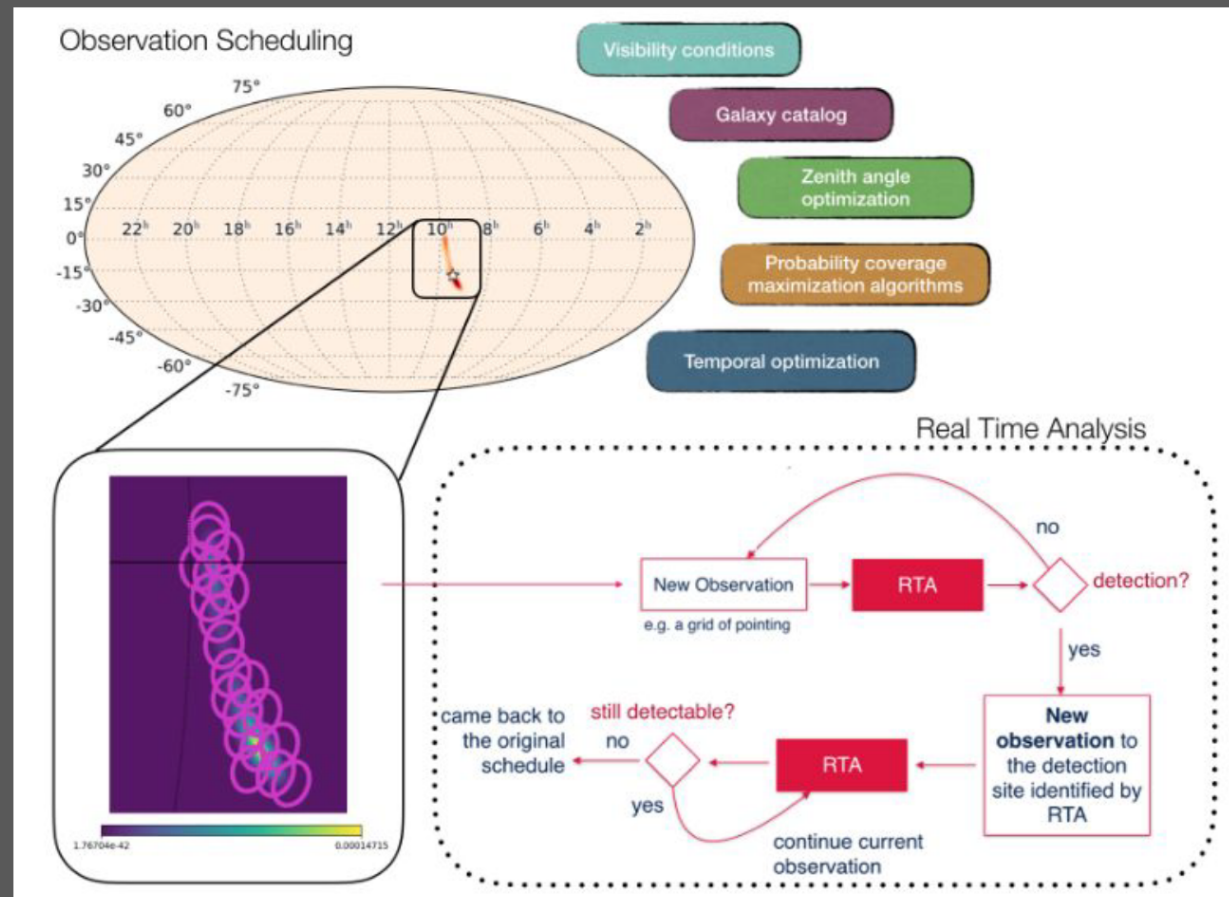 Observation Scheduling
Visibility conditions
Galaxy catalog
Zenith angle
optimization
Probability coverage
maximization algorithms
Temporal optimization
75°
60°
45°
30°
15°
0°
-15°
-30°
-45°
-60°
-75°
22h 20h 18h 16h 14h 12h 10h 8h 6h 4h 2h
1.76704e-42 0.00014715
Real Time Analysis
New Observation
e.g. a grid of pointing
RTA
detection?
no
yes
New
observation to
the detection
site identified by
RTA
RTA
still detectable?
no
came back to
the original
schedule
yes
continue current
observation